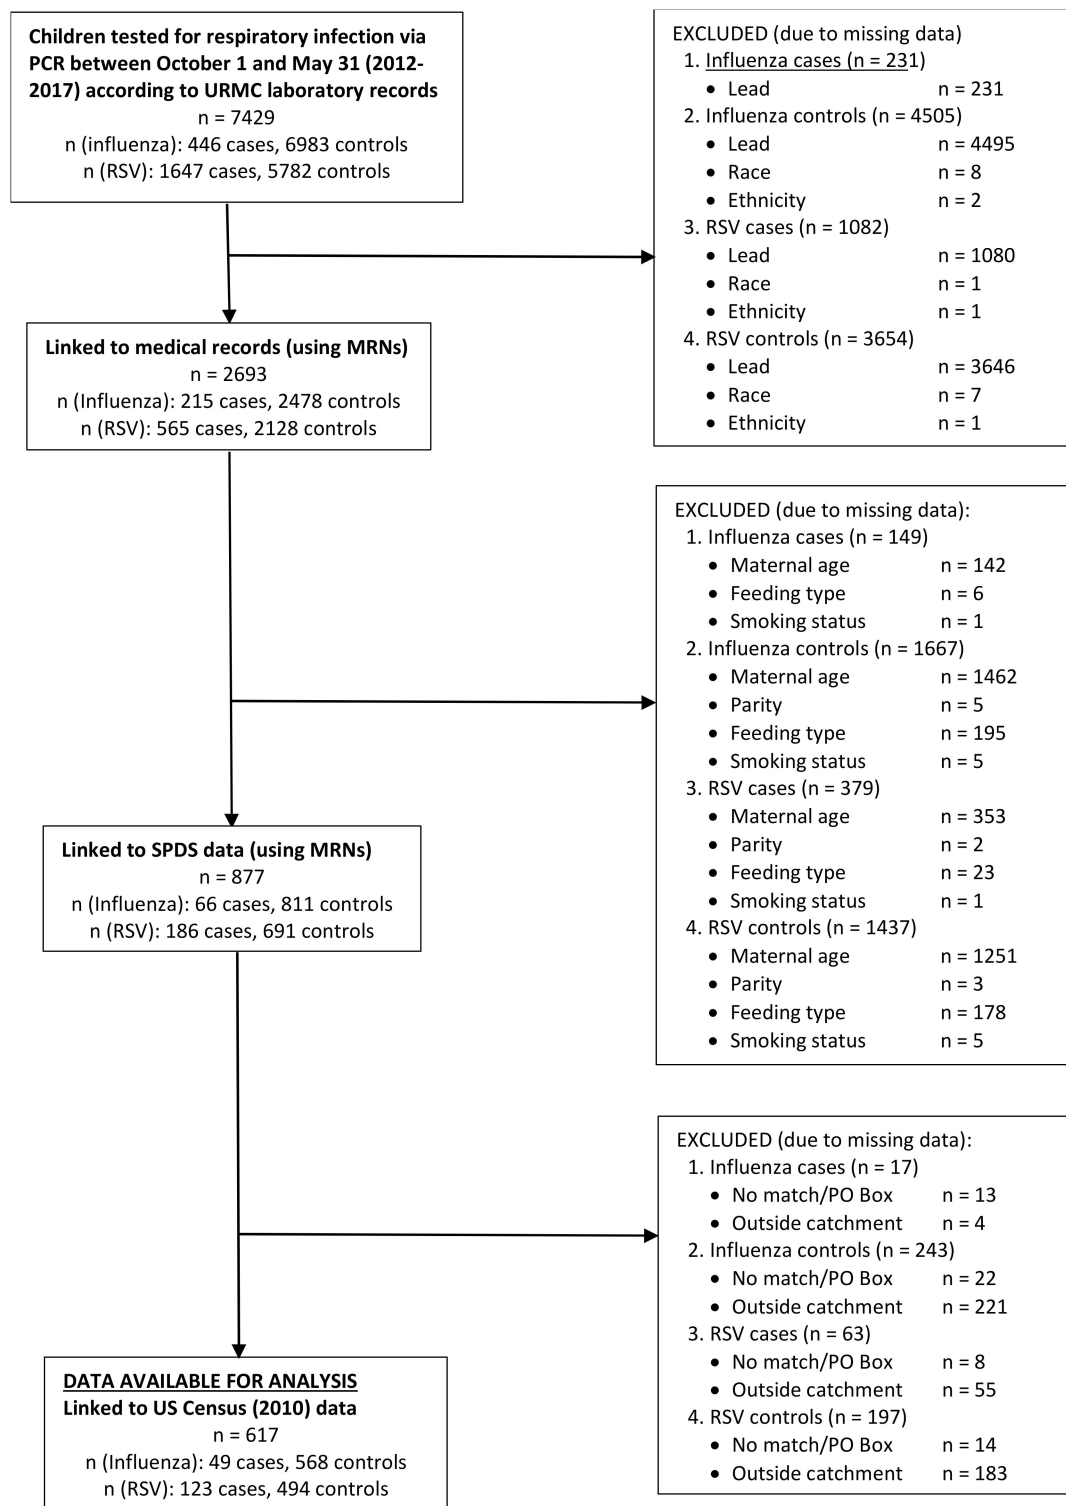 Children tested for respiratory infection via
PCR between October 1 and May 31 (2012-
2017) according to URMC laboratory records
n = 7429
n (influenza): 446 cases, 6983 controls
n (RSV): 1647 cases, 5782 controls
EXCLUDED (due to missing data)
1. Influenza cases (n = 231)
• Lead n = 231
2. Influenza controls (n = 4505)
• Lead n = 4495
• Race n = 8
• Ethnicity n = 2
3. RSV cases (n = 1082)
• Lead n = 1080
• Race n = 1
• Ethnicity n = 1
4. RSV controls (n = 3654)
• Lead n = 3646
• Race n = 7
• Ethnicity n = 1
Linked to medical records (using MRNs)
n = 2693
n (Influenza): 215 cases, 2478 controls
n (RSV): 565 cases, 2128 controls
EXCLUDED (due to missing data):
1. Influenza cases (n = 149)
• Maternal age n = 142
• Feeding type n = 6
• Smoking status n = 1
2. Influenza controls (n = 1667)
• Maternal age n = 1462
• Parity n = 5
• Feeding type n = 195
• Smoking status n = 5
3. RSV cases (n = 379)
• Maternal age n = 353
• Parity n = 2
• Feeding type n = 23
• Smoking status n = 1
4. RSV controls (n = 1437)
• Maternal age n = 1251
• Parity n = 3
• Feeding type n = 178
• Smoking status n = 5
Linked to SPDS data (using MRNs)
n = 877
n (Influenza): 66 cases, 811 controls
n (RSV): 186 cases, 691 controls
EXCLUDED (due to missing data):
1. Influenza cases (n = 17)
• No match/PO Box n = 13
• Outside catchment n = 4
2. Influenza controls (n = 243)
• No match/PO Box n = 22
• Outside catchment n = 221
3. RSV cases (n = 63)
• No match/PO Box n = 8
• Outside catchment n = 55
4. RSV controls (n = 197)
• No match/PO Box n = 14
• Outside catchment n = 183
DATA AVAILABLE FOR ANALYSIS
Linked to US Census (2010) data
n = 617
n (Influenza): 49 cases, 568 controls
n (RSV): 123 cases, 494 controls